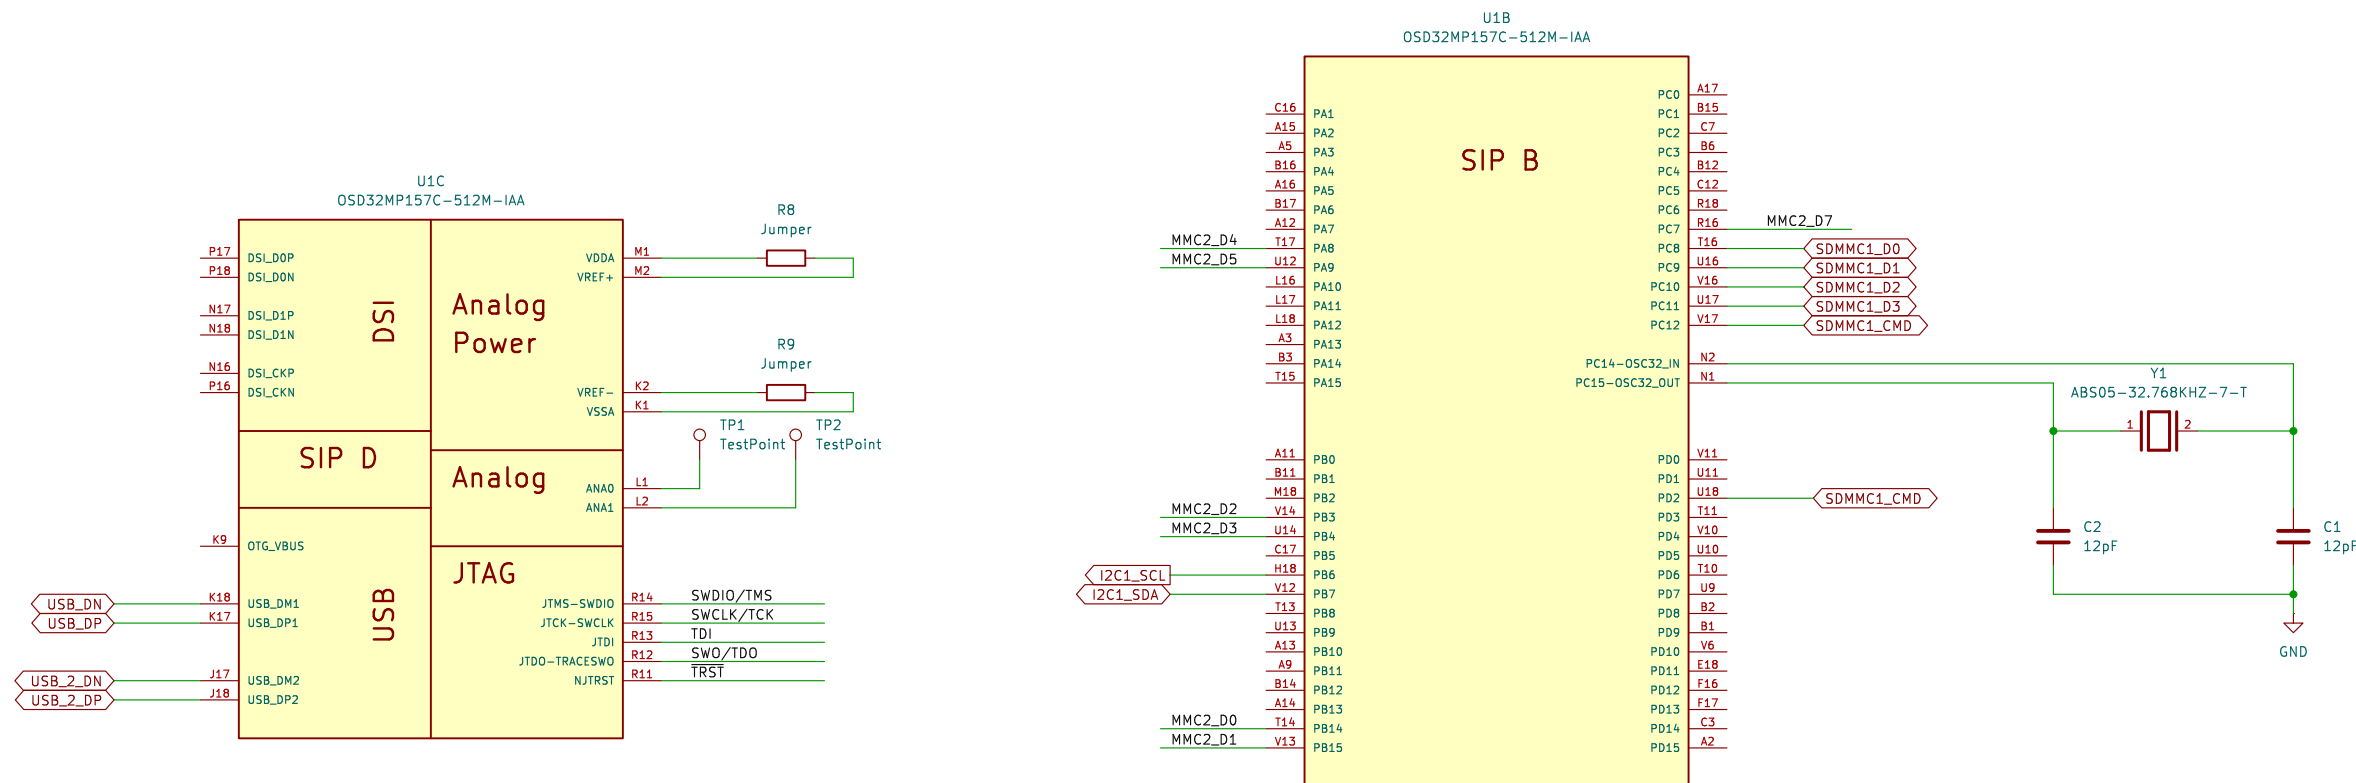 U1C
OSD32MP157C-512M-IAA
P17 DSI_D0P
P18 DSI_D0N
N17 DSI_D1P
N18 DSI_D1N
N16 DSI_CKP
P16 DSI_CKN
DSI
SIP D
K9 OTG_VBUS
USB_DN K18 USB_DM1
USB_DP K17 USB_DP1
USB_2_DN J17 USB_DM2
USB_2_DP J18 USB_DP2
USB
Analog
Power
VDDA M1
VREF+ M2
VREF- K2
VSSA K1
R8
Jumper
R9
Jumper
TP1
TestPoint
TP2
TestPoint
Analog
ANA0 L1
ANA1 L2
JTAG
JTMS-SWDIO R14 SWDIO/TMS
JTCK-SWCLK R15 SWCLK/TCK
JTDI R13 TDI
JTDO-TRACESWO R12 SWO/TDO
NJTRST R11 TRST
U1B
OSD32MP157C-512M-IAA
SIP B
C16 PA1
A15 PA2
A5 PA3
B16 PA4
A16 PA5
B17 PA6
A12 PA7
MMC2_D4 T17 PA8
MMC2_D5 U12 PA9
L16 PA10
L17 PA11
L18 PA12
A3 PA13
B3 PA14
T15 PA15
A11 PB0
B11 PB1
M18 PB2
MMC2_D2 V14 PB3
MMC2_D3 U14 PB4
C17 PB5
I2C1_SCL H18 PB6
I2C1_SDA V12 PB7
T13 PB8
U13 PB9
A13 PB10
A9 PB11
B14 PB12
A14 PB13
MMC2_D0 T14 PB14
MMC2_D1 V13 PB15
PC0 A17
PC1 B15
PC2 C7
PC3 B6
PC4 B12
PC5 C12
PC6 R18
PC7 R16 MMC2_D7
PC8 T16 SDMMC1_D0
PC9 U16 SDMMC1_D1
PC10 V16 SDMMC1_D2
PC11 U17 SDMMC1_D3
PC12 V17 SDMMC1_CMD
PC14-OSC32_IN N2
PC15-OSC32_OUT N1
PD0 V11
PD1 U11
PD2 U18 SDMMC1_CMD
PD3 T11
PD4 V10
PD5 U10
PD6 T10
PD7 U9
PD8 B2
PD9 B1
PD10 V6
PD11 E18
PD12 F16
PD13 F17
PD14 C3
PD15 A2
Y1
ABS05-32.768KHZ-7-T
1 2
C2
12pF
C1
12pF
GND